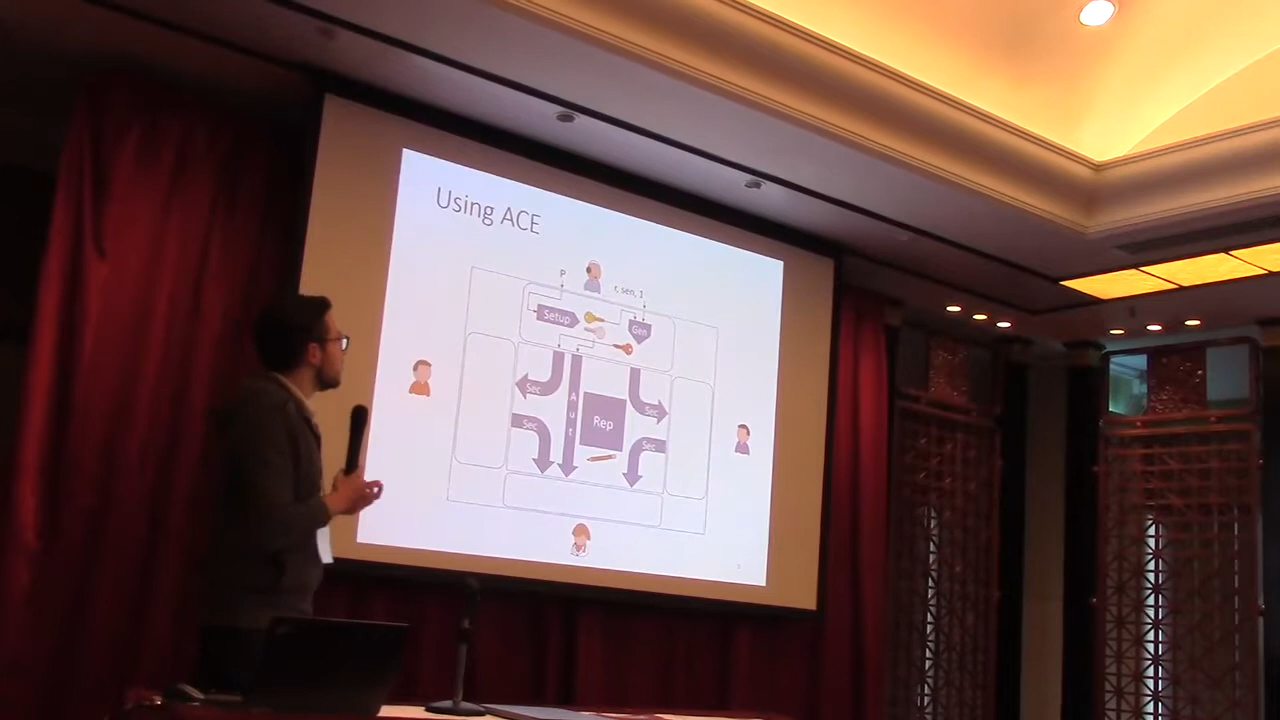 Using ACE
P
r, sen, 1
Setup
Gen
Sec
Aut
Sec
Rep
Sec
Sec